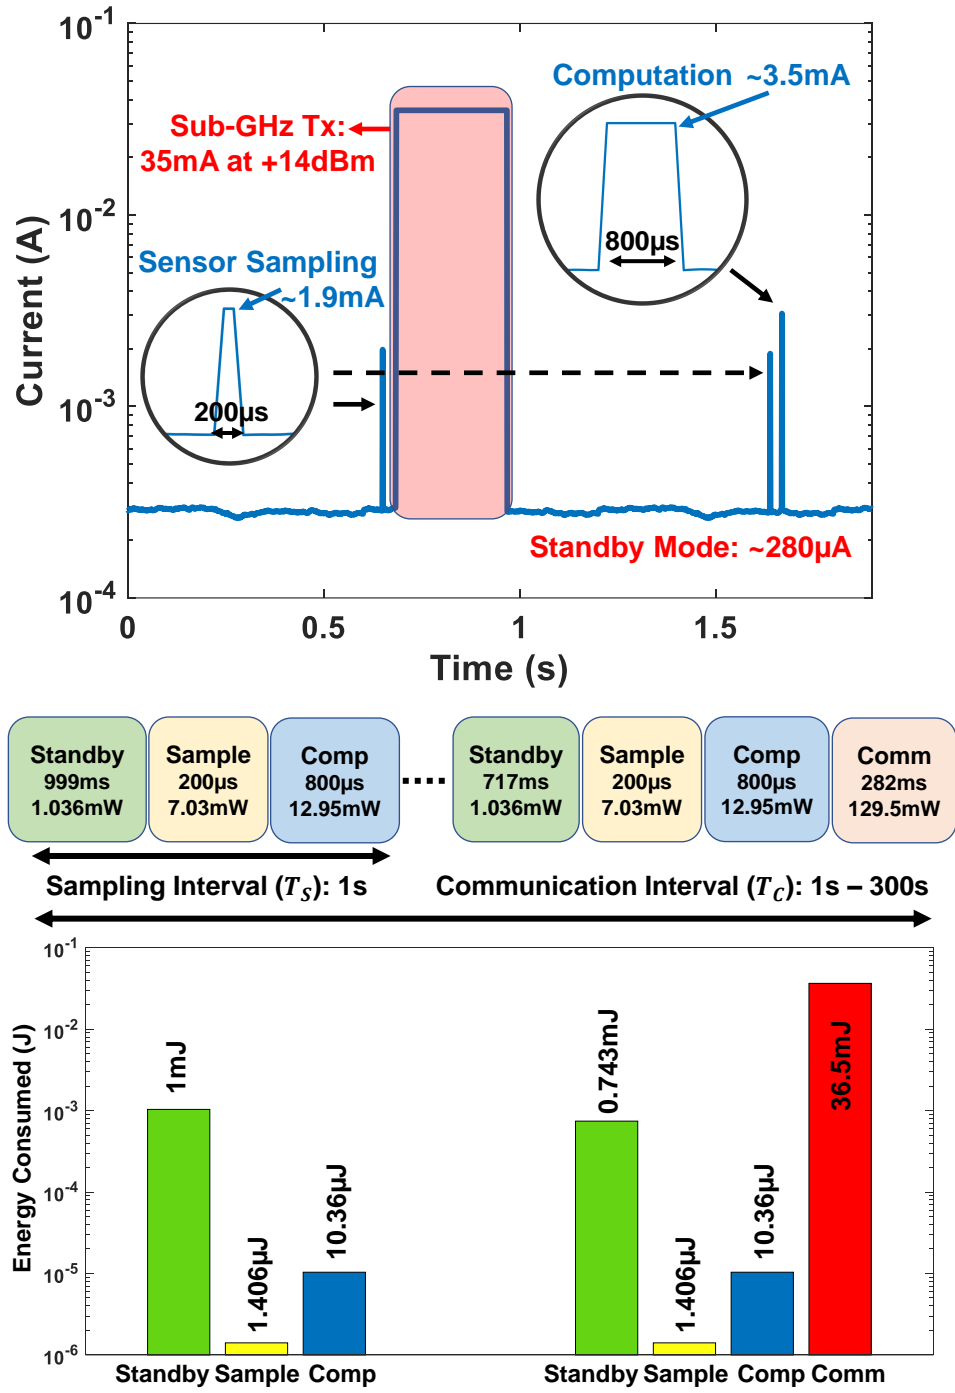 10^-1
10^-2
10^-3
10^-4
Current (A)
Computation ~3.5mA
Sub-GHz Tx:
35mA at +14dBm
800µs
Sensor Sampling
~1.9mA
200µs
Standby Mode: ~280µA
0 0.5 1 1.5
Time (s)
Standby
999ms
1.036mW
Sample
200µs
7.03mW
Comp
800µs
12.95mW
Standby
717ms
1.036mW
Sample
200µs
7.03mW
Comp
800µs
12.95mW
Comm
282ms
129.5mW
Sampling Interval (T_S): 1s
Communication Interval (T_C): 1s – 300s
10^-1
10^-2
10^-3
10^-4
10^-5
10^-6
Energy Consumed (J)
1mJ
1.406µJ
10.36µJ
0.743mJ
1.406µJ
10.36µJ
36.5mJ
Standby Sample Comp
Standby Sample Comp Comm